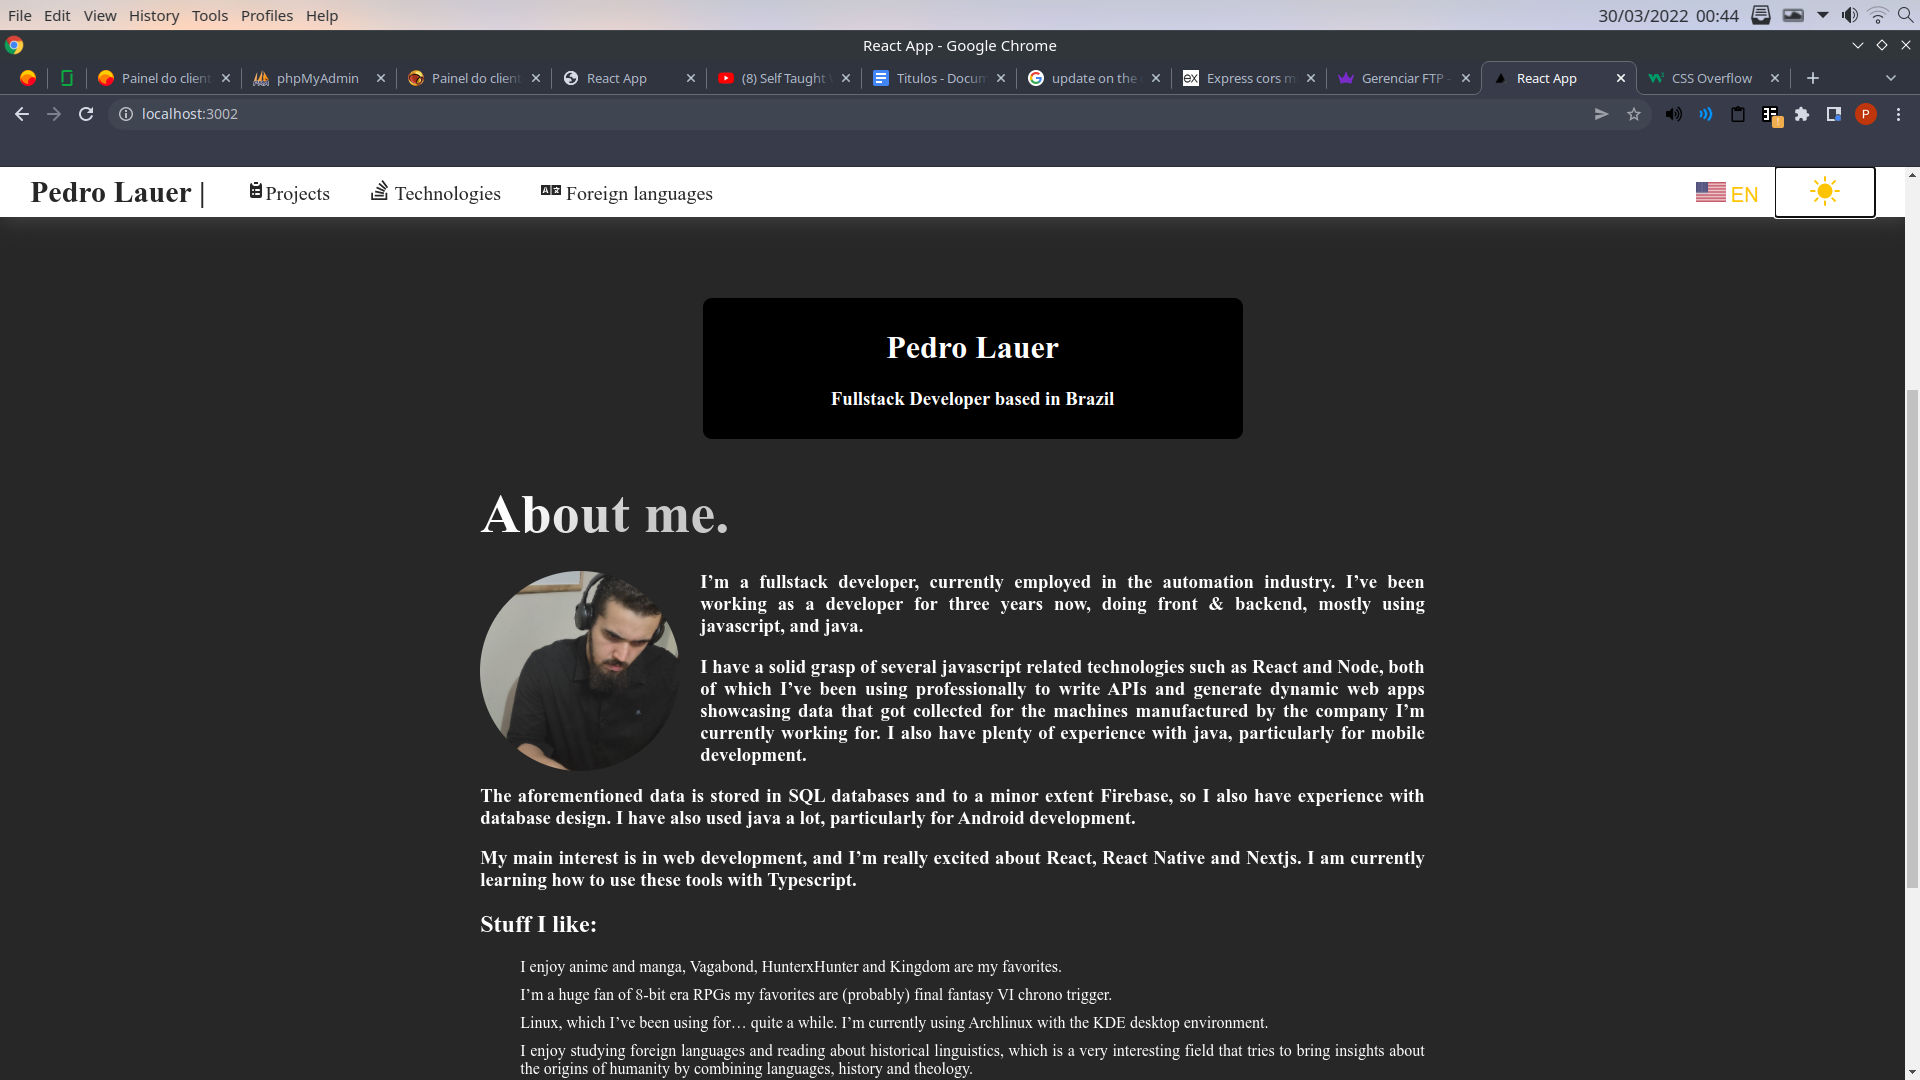 File Edit View History Tools Profiles Help 30/03/2022 00:44
React App - Google Chrome
Painel do client phpMyAdmin Painel do client React App (8) Self Taught Titulos - Docum update on the Express cors m Gerenciar FTP - React App CSS Overflow
localhost:3002 P
Pedro Lauer | Projects Technologies Foreign languages EN
Pedro Lauer
Fullstack Developer based in Brazil
About me.
I’m a fullstack developer, currently employed in the automation industry. I’ve been
working as a developer for three years now, doing front & backend, mostly using
javascript, and java.
I have a solid grasp of several javascript related technologies such as React and Node, both
of which I’ve been using professionally to write APIs and generate dynamic web apps
showcasing data that got collected for the machines manufactured by the company I’m
currently working for. I also have plenty of experience with java, particularly for mobile
development.
The aforementioned data is stored in SQL databases and to a minor extent Firebase, so I also have experience with
database design. I have also used java a lot, particularly for Android development.
My main interest is in web development, and I’m really excited about React, React Native and Nextjs. I am currently
learning how to use these tools with Typescript.
Stuff I like:
I enjoy anime and manga, Vagabond, HunterxHunter and Kingdom are my favorites.
I’m a huge fan of 8-bit era RPGs my favorites are (probably) final fantasy VI chrono trigger.
Linux, which I’ve been using for… quite a while. I’m currently using Archlinux with the KDE desktop environment.
I enjoy studying foreign languages and reading about historical linguistics, which is a very interesting field that tries to bring insights about
the origins of humanity by combining languages, history and theology.